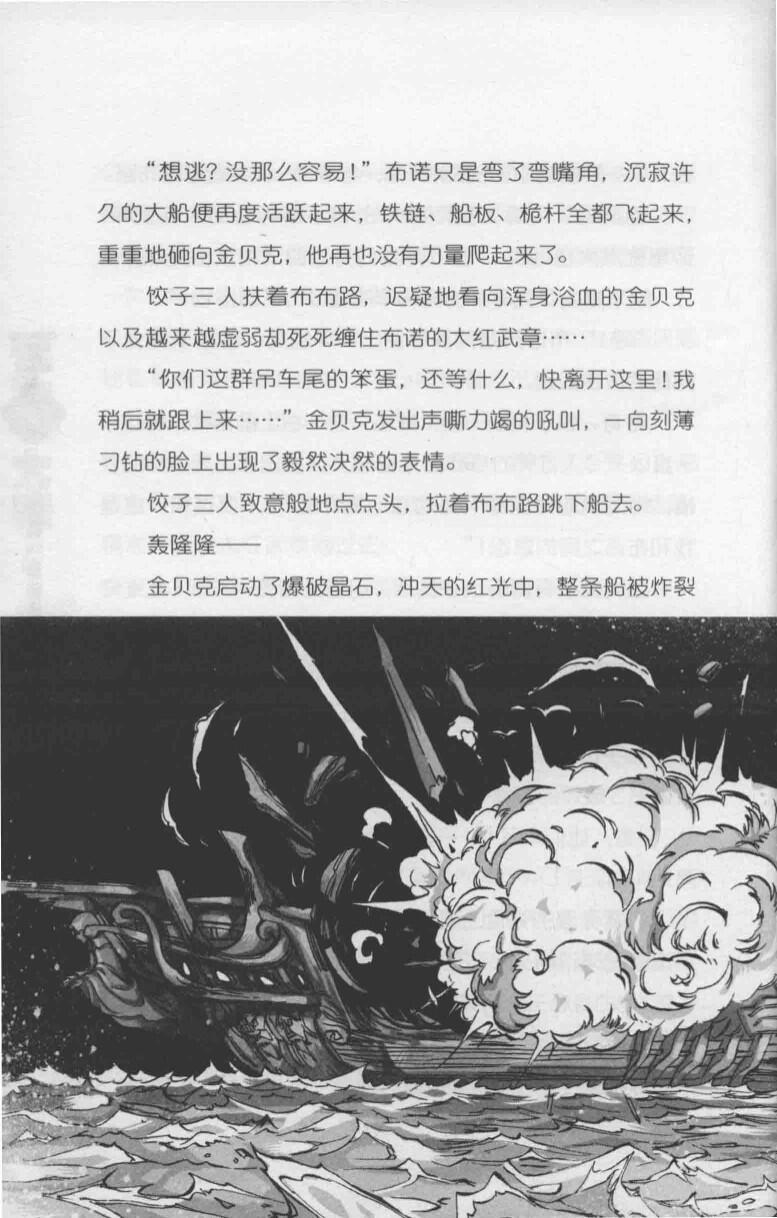 “想逃？没那么容易！”布诺只是弯了弯嘴角，沉寂许
久的大船便再度活跃起来，铁链、船板、桅杆全都飞起来，
重重地砸向金贝克，他再也没有力量爬起来了。
饺子三人扶着布布路，迟疑地看向浑身浴血的金贝克
以及越来越虚弱却死死缠住布诺的大红武章……
“你们这群吊车尾的笨蛋，还等什么，快离开这里！我
稍后就跟上来……”金贝克发出声嘶力竭的吼叫，一向刻薄
刁钻的脸上出现了毅然决然的表情。
饺子三人致意般地点点头，拉着布布路跳下船去。
轰隆隆——
金贝克启动了爆破晶石，冲天的红光中，整条船被炸裂